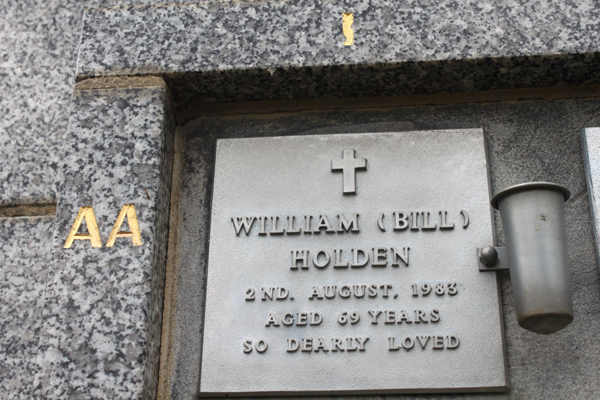 I
AA
WILLIAM (BILL)
HOLDEN
2ND. AUGUST, 1983
AGED 69 YEARS
SO DEARLY LOVED